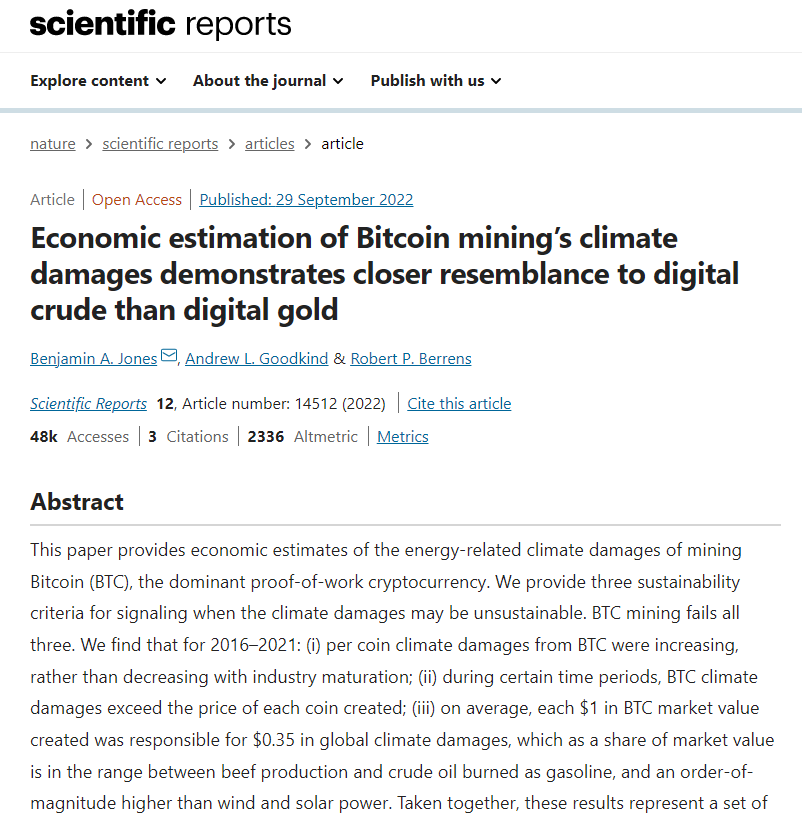 scientific reports
Explore content About the journal Publish with us
nature > scientific reports > articles > article
Article | Open Access | Published: 29 September 2022
Economic estimation of Bitcoin mining’s climate
damages demonstrates closer resemblance to digital
crude than digital gold
Benjamin A. Jones, Andrew L. Goodkind & Robert P. Berrens
Scientific Reports 12, Article number: 14512 (2022) | Cite this article
48k Accesses | 3 Citations | 2336 Altmetric | Metrics
Abstract
This paper provides economic estimates of the energy-related climate damages of mining
Bitcoin (BTC), the dominant proof-of-work cryptocurrency. We provide three sustainability
criteria for signaling when the climate damages may be unsustainable. BTC mining fails all
three. We find that for 2016–2021: (i) per coin climate damages from BTC were increasing,
rather than decreasing with industry maturation; (ii) during certain time periods, BTC climate
damages exceed the price of each coin created; (iii) on average, each $1 in BTC market value
created was responsible for $0.35 in global climate damages, which as a share of market value
is in the range between beef production and crude oil burned as gasoline, and an order-of-
magnitude higher than wind and solar power. Taken together, these results represent a set of